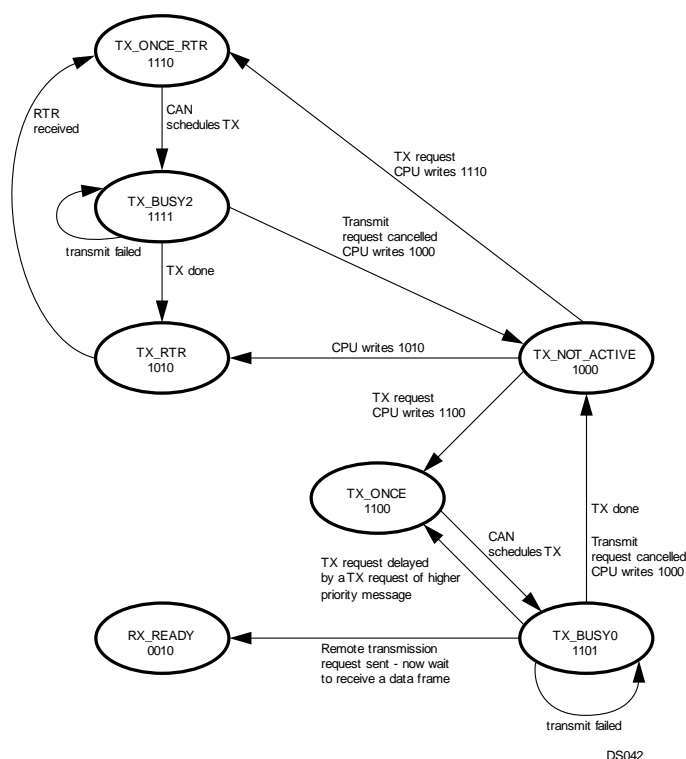 TX_ONCE_RTR
1110
RTR
received
CAN
schedules TX
TX request
CPU writes 1110
TX_BUSY2
1111
transmit failed
Transmit
request cancelled
CPU writes 1000
TX done
TX_RTR
1010
CPU writes 1010
TX_NOT_ACTIVE
1000
TX request
CPU writes 1100
TX_ONCE
1100
CAN
schedules TX
TX done
Transmit
request cancelled
CPU writes 1000
TX request delayed
by a TX request of higher
priority message
RX_READY
0010
TX_BUSY0
1101
Remote transmission
request sent - now wait
to receive a data frame
transmit failed
DS042